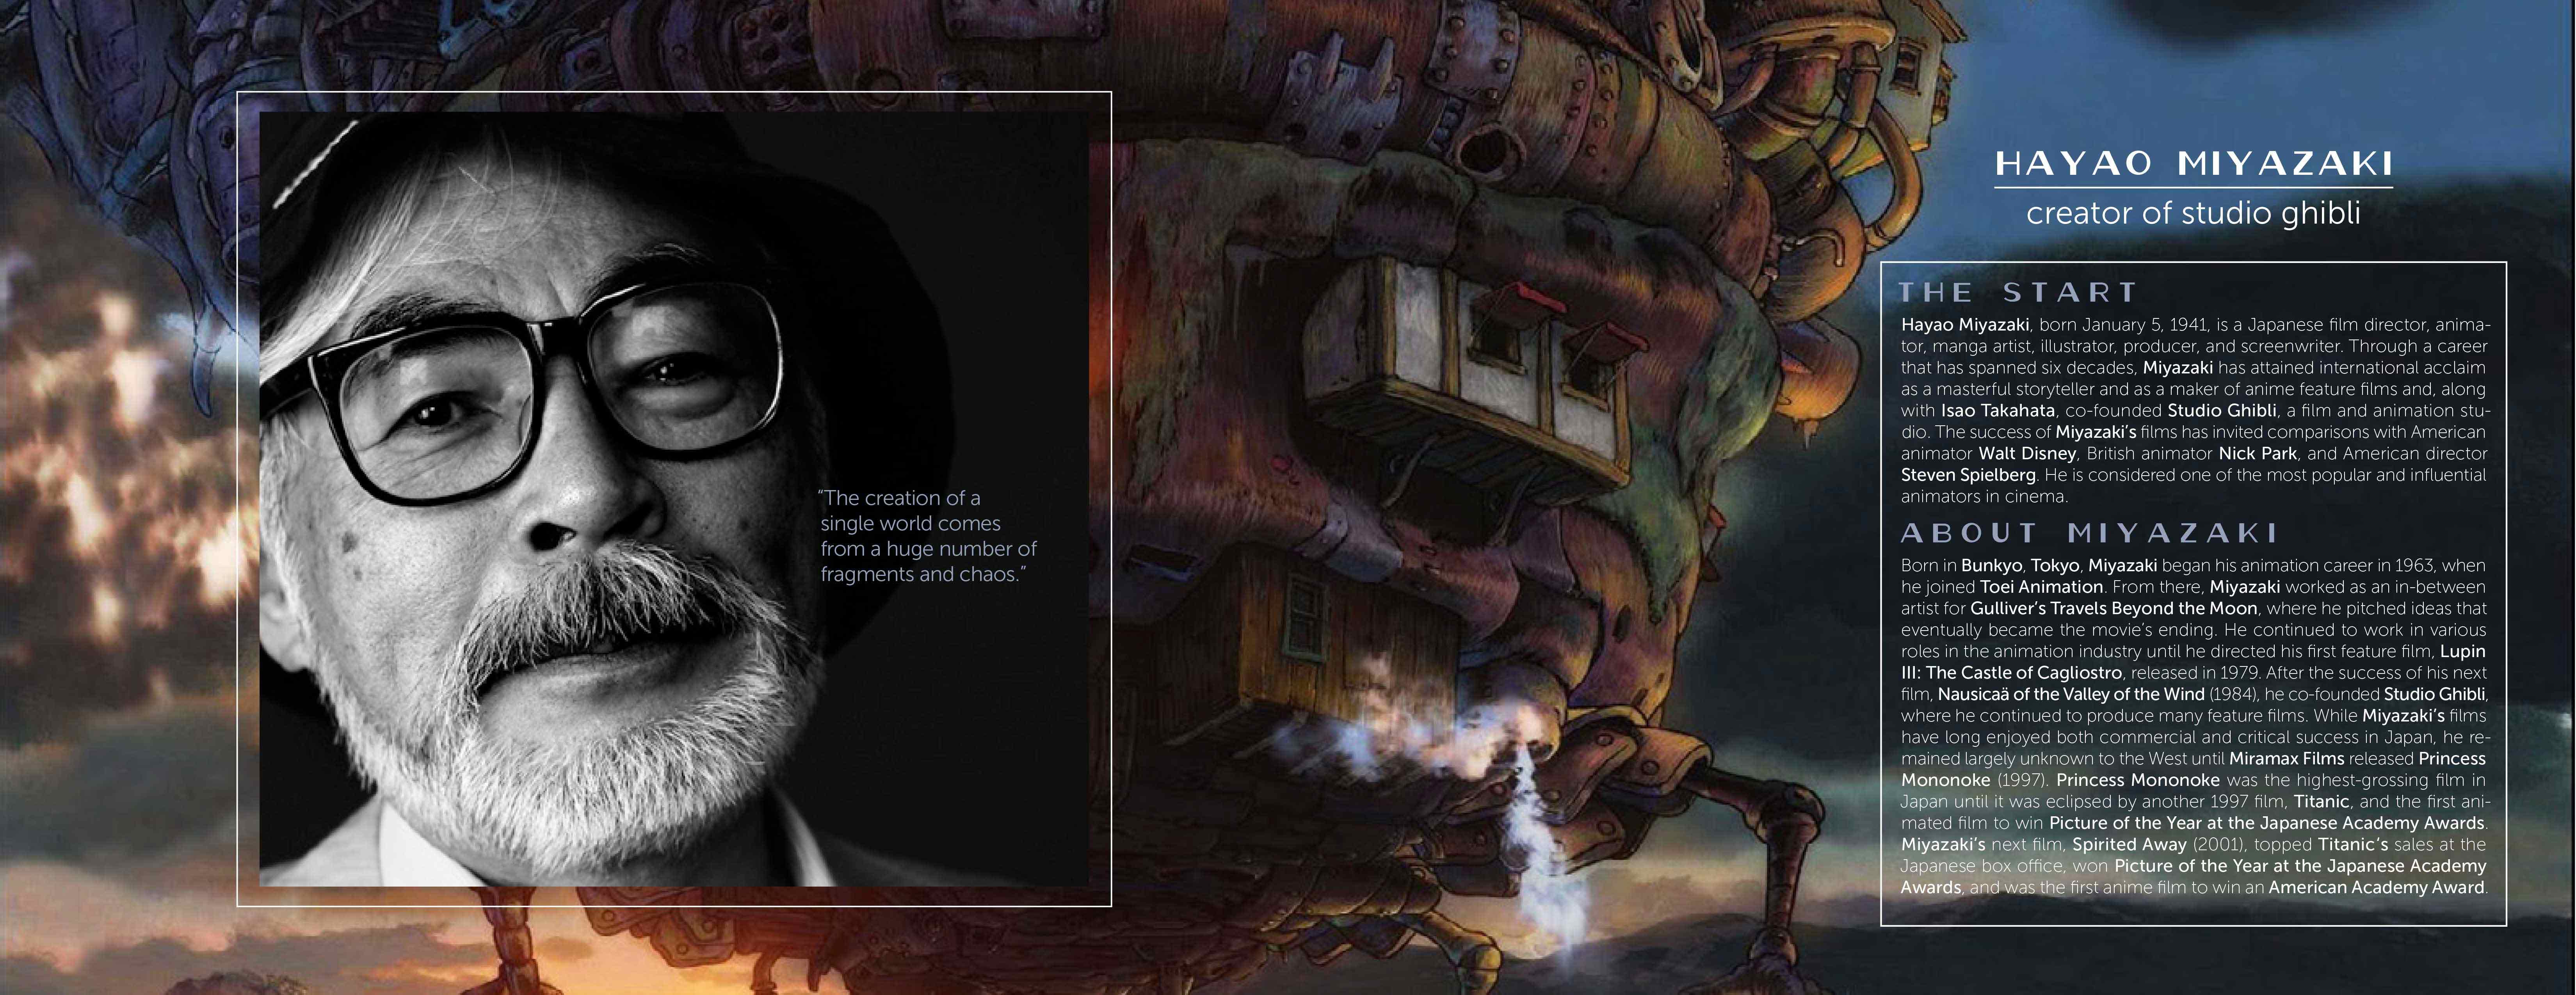 “The creation of a
single world comes
from a huge number of
fragments and chaos.”
HAYAO MIYAZAKI
creator of studio ghibli
THE START
Hayao Miyazaki, born January 5, 1941, is a Japanese film director, anima-
tor, manga artist, illustrator, producer, and screenwriter. Through a career
that has spanned six decades, Miyazaki has attained international acclaim
as a masterful storyteller and as a maker of anime feature films and, along
with Isao Takahata, co-founded Studio Ghibli, a film and animation stu-
dio. The success of Miyazaki’s films has invited comparisons with American
animator Walt Disney, British animator Nick Park, and American director
Steven Spielberg. He is considered one of the most popular and influential
animators in cinema.
ABOUT MIYAZAKI
Born in Bunkyo, Tokyo, Miyazaki began his animation career in 1963, when
he joined Toei Animation. From there, Miyazaki worked as an in-between
artist for Gulliver’s Travels Beyond the Moon, where he pitched ideas that
eventually became the movie’s ending. He continued to work in various
roles in the animation industry until he directed his first feature film, Lupin
III: The Castle of Cagliostro, released in 1979. After the success of his next
film, Nausicaä of the Valley of the Wind (1984), he co-founded Studio Ghibli,
where he continued to produce many feature films. While Miyazaki’s films
have long enjoyed both commercial and critical success in Japan, he re-
mained largely unknown to the West until Miramax Films released Princess
Mononoke (1997). Princess Mononoke was the highest-grossing film in
Japan until it was eclipsed by another 1997 film, Titanic, and the first ani-
mated film to win Picture of the Year at the Japanese Academy Awards.
Miyazaki’s next film, Spirited Away (2001), topped Titanic’s sales at the
Japanese box office, won Picture of the Year at the Japanese Academy
Awards, and was the first anime film to win an American Academy Award.